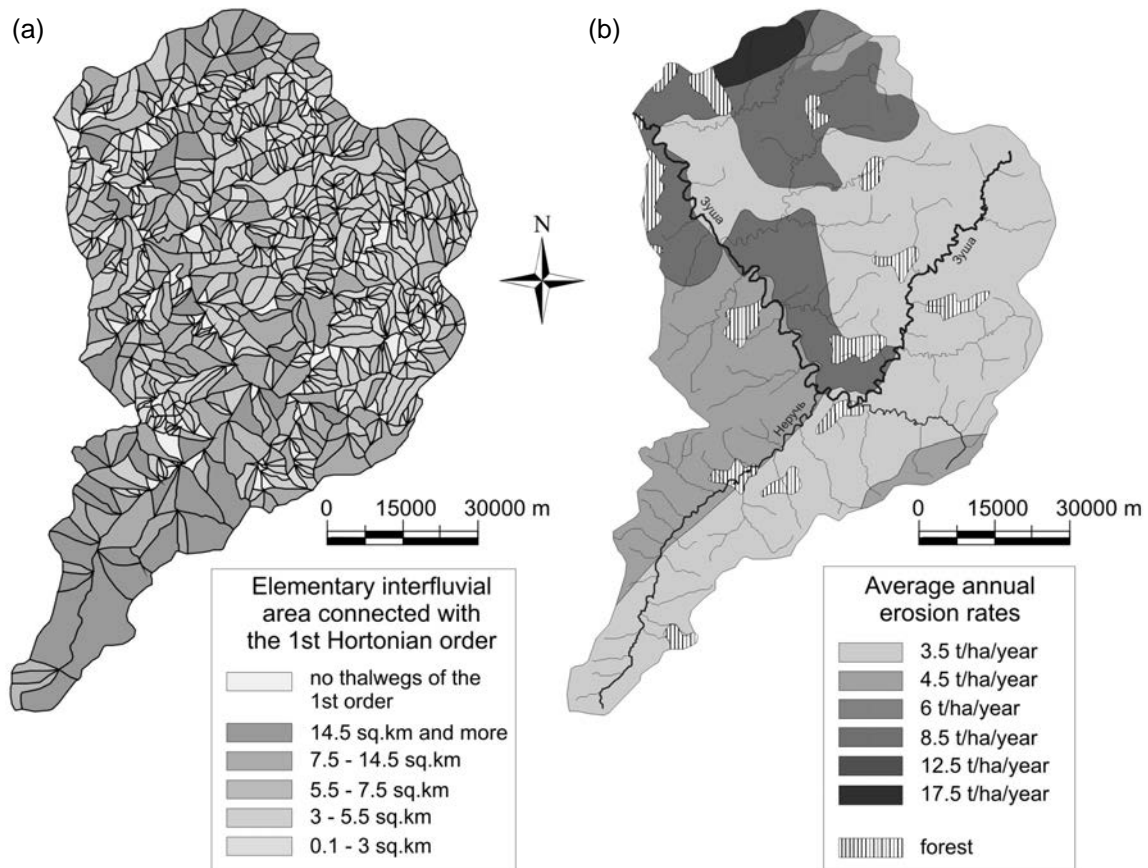 (a)
(b)
N
Зуша
Зуша
Неручь
0 15000 30000 m
0 15000 30000 m
Elementary interfluvial
area connected with
the 1st Hortonian order
no thalwegs of the
1st order
14.5 sq.km and more
7.5 - 14.5 sq.km
5.5 - 7.5 sq.km
3 - 5.5 sq.km
0.1 - 3 sq.km
Average annual
erosion rates
3.5 t/ha/year
4.5 t/ha/year
6 t/ha/year
8.5 t/ha/year
12.5 t/ha/year
17.5 t/ha/year
forest